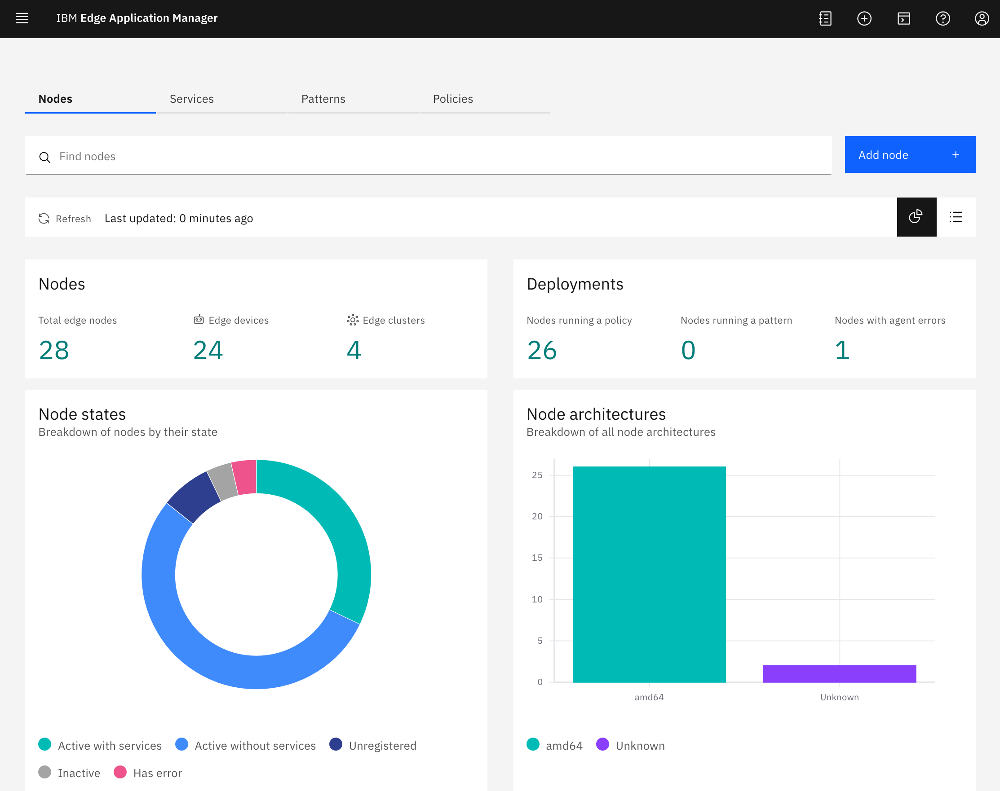 IBM Edge Application Manager
Nodes
Services
Patterns
Policies
Find nodes
Add node +
Refresh
Last updated: 0 minutes ago
Nodes
Total edge nodes
28
Edge devices
24
Edge clusters
4
Deployments
Nodes running a policy
26
Nodes running a pattern
0
Nodes with agent errors
1
Node states
Breakdown of nodes by their state
Active with services
Active without services
Unregistered
Inactive
Has error
Node architectures
Breakdown of all node architectures
25
20
15
10
5
0
amd64
Unknown
amd64
Unknown